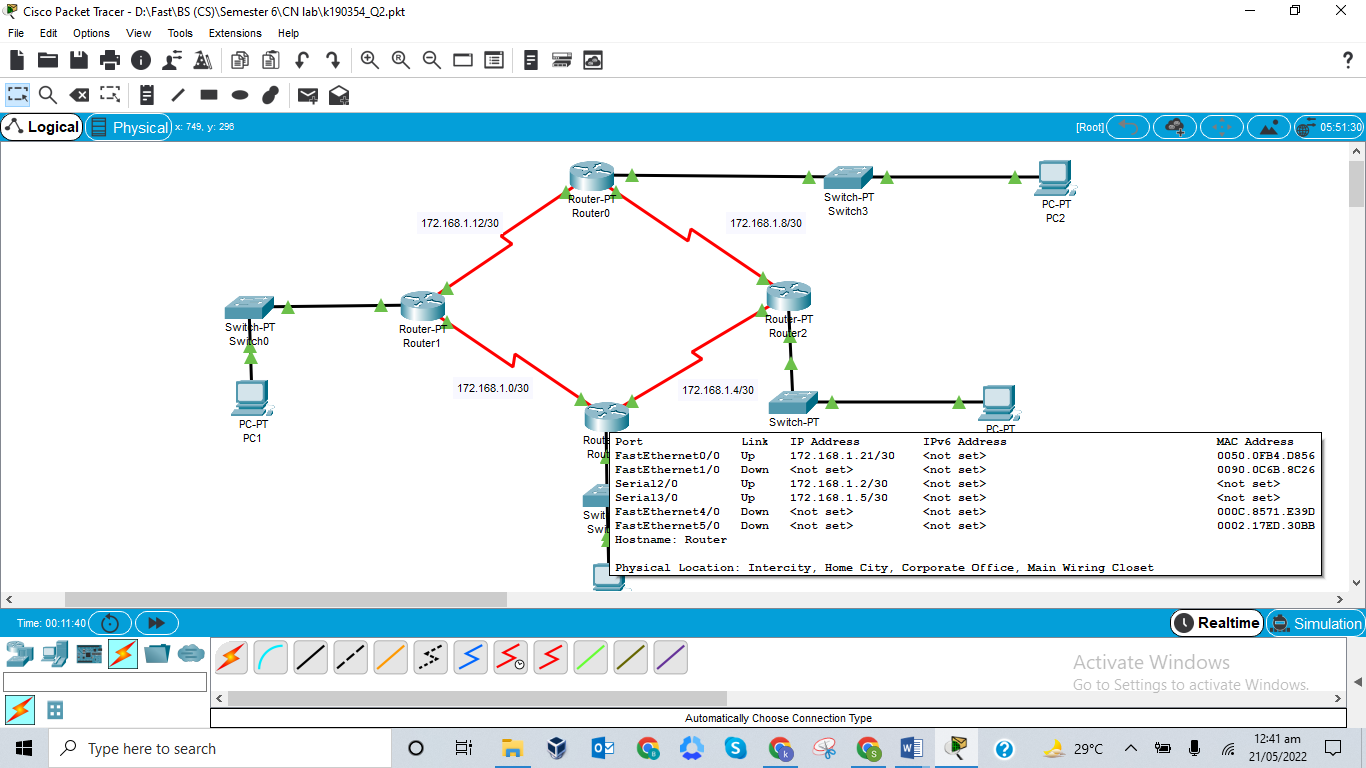 Cisco Packet Tracer - D:\Fast\BS (CS)\Semester 6\CN lab\k190354_Q2.pkt
File Edit Options View Tools Extensions Help
Logical Physical x: 749, y: 296 [Root] 05:51:30
Router-PT
Router0
Switch-PT
Switch3
PC-PT
PC2
172.168.1.12/30
172.168.1.8/30
Switch-PT
Switch0
Router-PT
Router1
Router-PT
Router2
PC-PT
PC1
172.168.1.0/30
172.168.1.4/30
Switch-PT
PC-PT
Port Link IP Address IPv6 Address MAC Address
FastEthernet0/0 Up 172.168.1.21/30 <not set> 0050.0FB4.D856
FastEthernet1/0 Down <not set> <not set> 0090.0C6B.8C26
Serial2/0 Up 172.168.1.2/30 <not set> <not set>
Serial3/0 Up 172.168.1.5/30 <not set> <not set>
FastEthernet4/0 Down <not set> <not set> 000C.8571.E39D
FastEthernet5/0 Down <not set> <not set> 0002.17ED.30BB
Hostname: Router
Physical Location: Intercity, Home City, Corporate Office, Main Wiring Closet
Time: 00:11:40 Realtime Simulation
Activate Windows
Go to Settings to activate Windows.
Automatically Choose Connection Type
Type here to search
29°C
12:41 am
21/05/2022